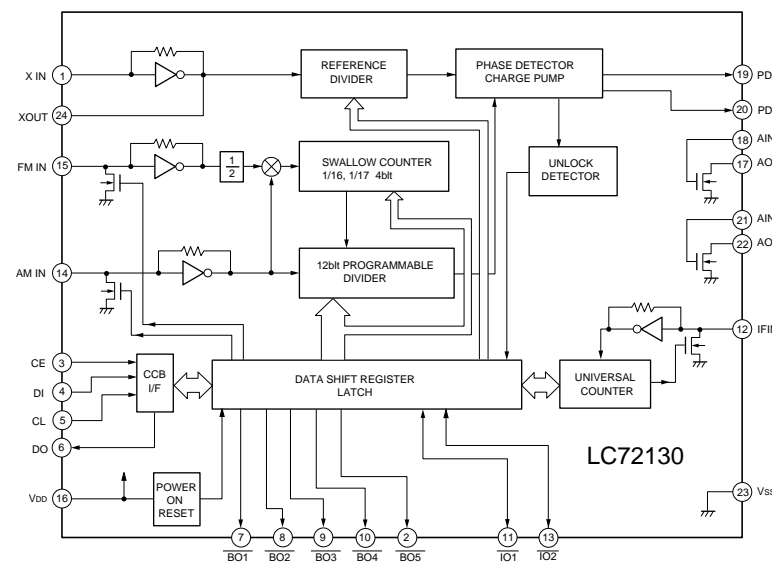 X IN 1
XOUT 24
FM IN 15
AM IN 14
CE 3
DI 4
CL 5
DO 6
VDD 16
REFERENCE
DIVIDER
PHASE DETECTOR
CHARGE PUMP
1
2
SWALLOW COUNTER
1/16, 1/17 4blt
UNLOCK
DETECTOR
12blt PROGRAMMABLE
DIVIDER
CCB
I/F
DATA SHIFT REGISTER
LATCH
UNIVERSAL
COUNTER
POWER
ON
RESET
LC72130
19 PD
20 PD
18 AIN
17 AO
21 AIN
22 AO
12 IFIN
23 VSS
7 8 9 10 2 11 13
BO1 BO2 BO3 BO4 BO5 IO1 IO2